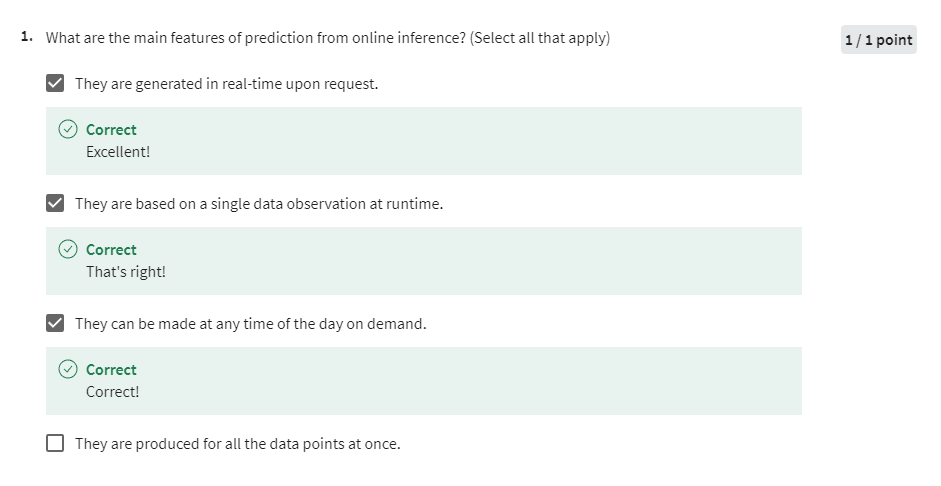 1. What are the main features of prediction from online inference? (Select all that apply)
1 / 1 point
They are generated in real-time upon request.
Correct
Excellent!
They are based on a single data observation at runtime.
Correct
That's right!
They can be made at any time of the day on demand.
Correct
Correct!
They are produced for all the data points at once.